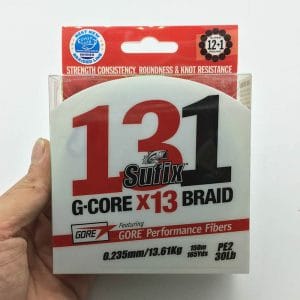 12+1
STRENGTH CONSISTENCY, ROUNDNESS & KNOT RESISTANCE
131
Sufix
G-CORE X13 BRAID
Featuring
GORE GORE Performance Fibers
0.235mm/13.61Kg 150m 165Yds PE2 30Lb